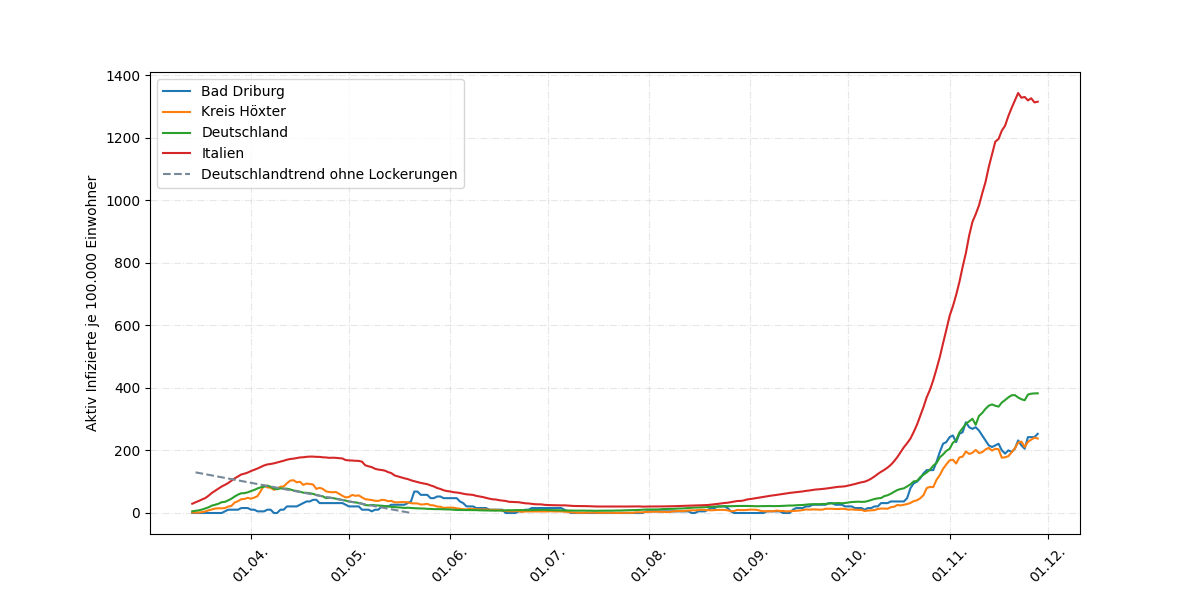 1400
1200
1000
800
600
400
200
0
Aktiv Infizierte je 100.000 Einwohner
Bad Driburg
Kreis Höxter
Deutschland
Italien
Deutschlandtrend ohne Lockerungen
01.04.
01.05.
01.06.
01.07.
01.08.
01.09.
01.10.
01.11.
01.12.